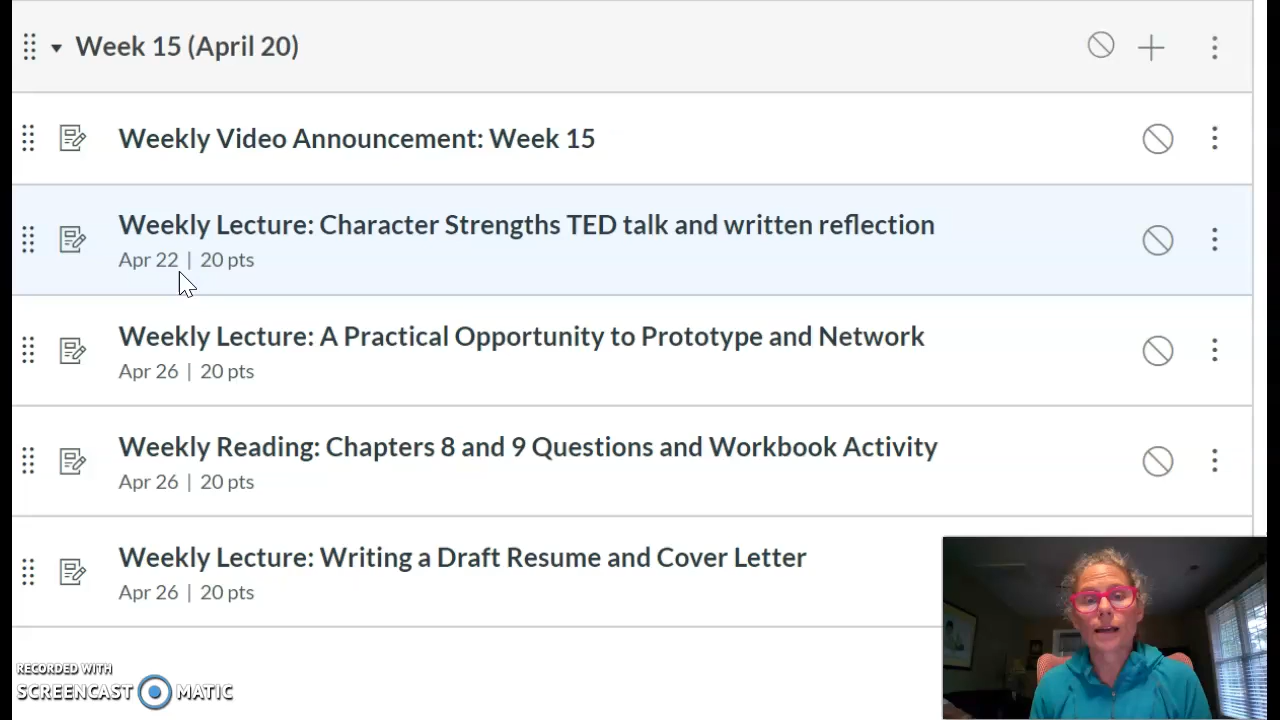 Week 15 (April 20)
Weekly Video Announcement: Week 15
Weekly Lecture: Character Strengths TED talk and written reflection
Apr 22 | 20 pts
Weekly Lecture: A Practical Opportunity to Prototype and Network
Apr 26 | 20 pts
Weekly Reading: Chapters 8 and 9 Questions and Workbook Activity
Apr 26 | 20 pts
Weekly Lecture: Writing a Draft Resume and Cover Letter
Apr 26 | 20 pts
RECORDED WITH
SCREENCAST MATIC